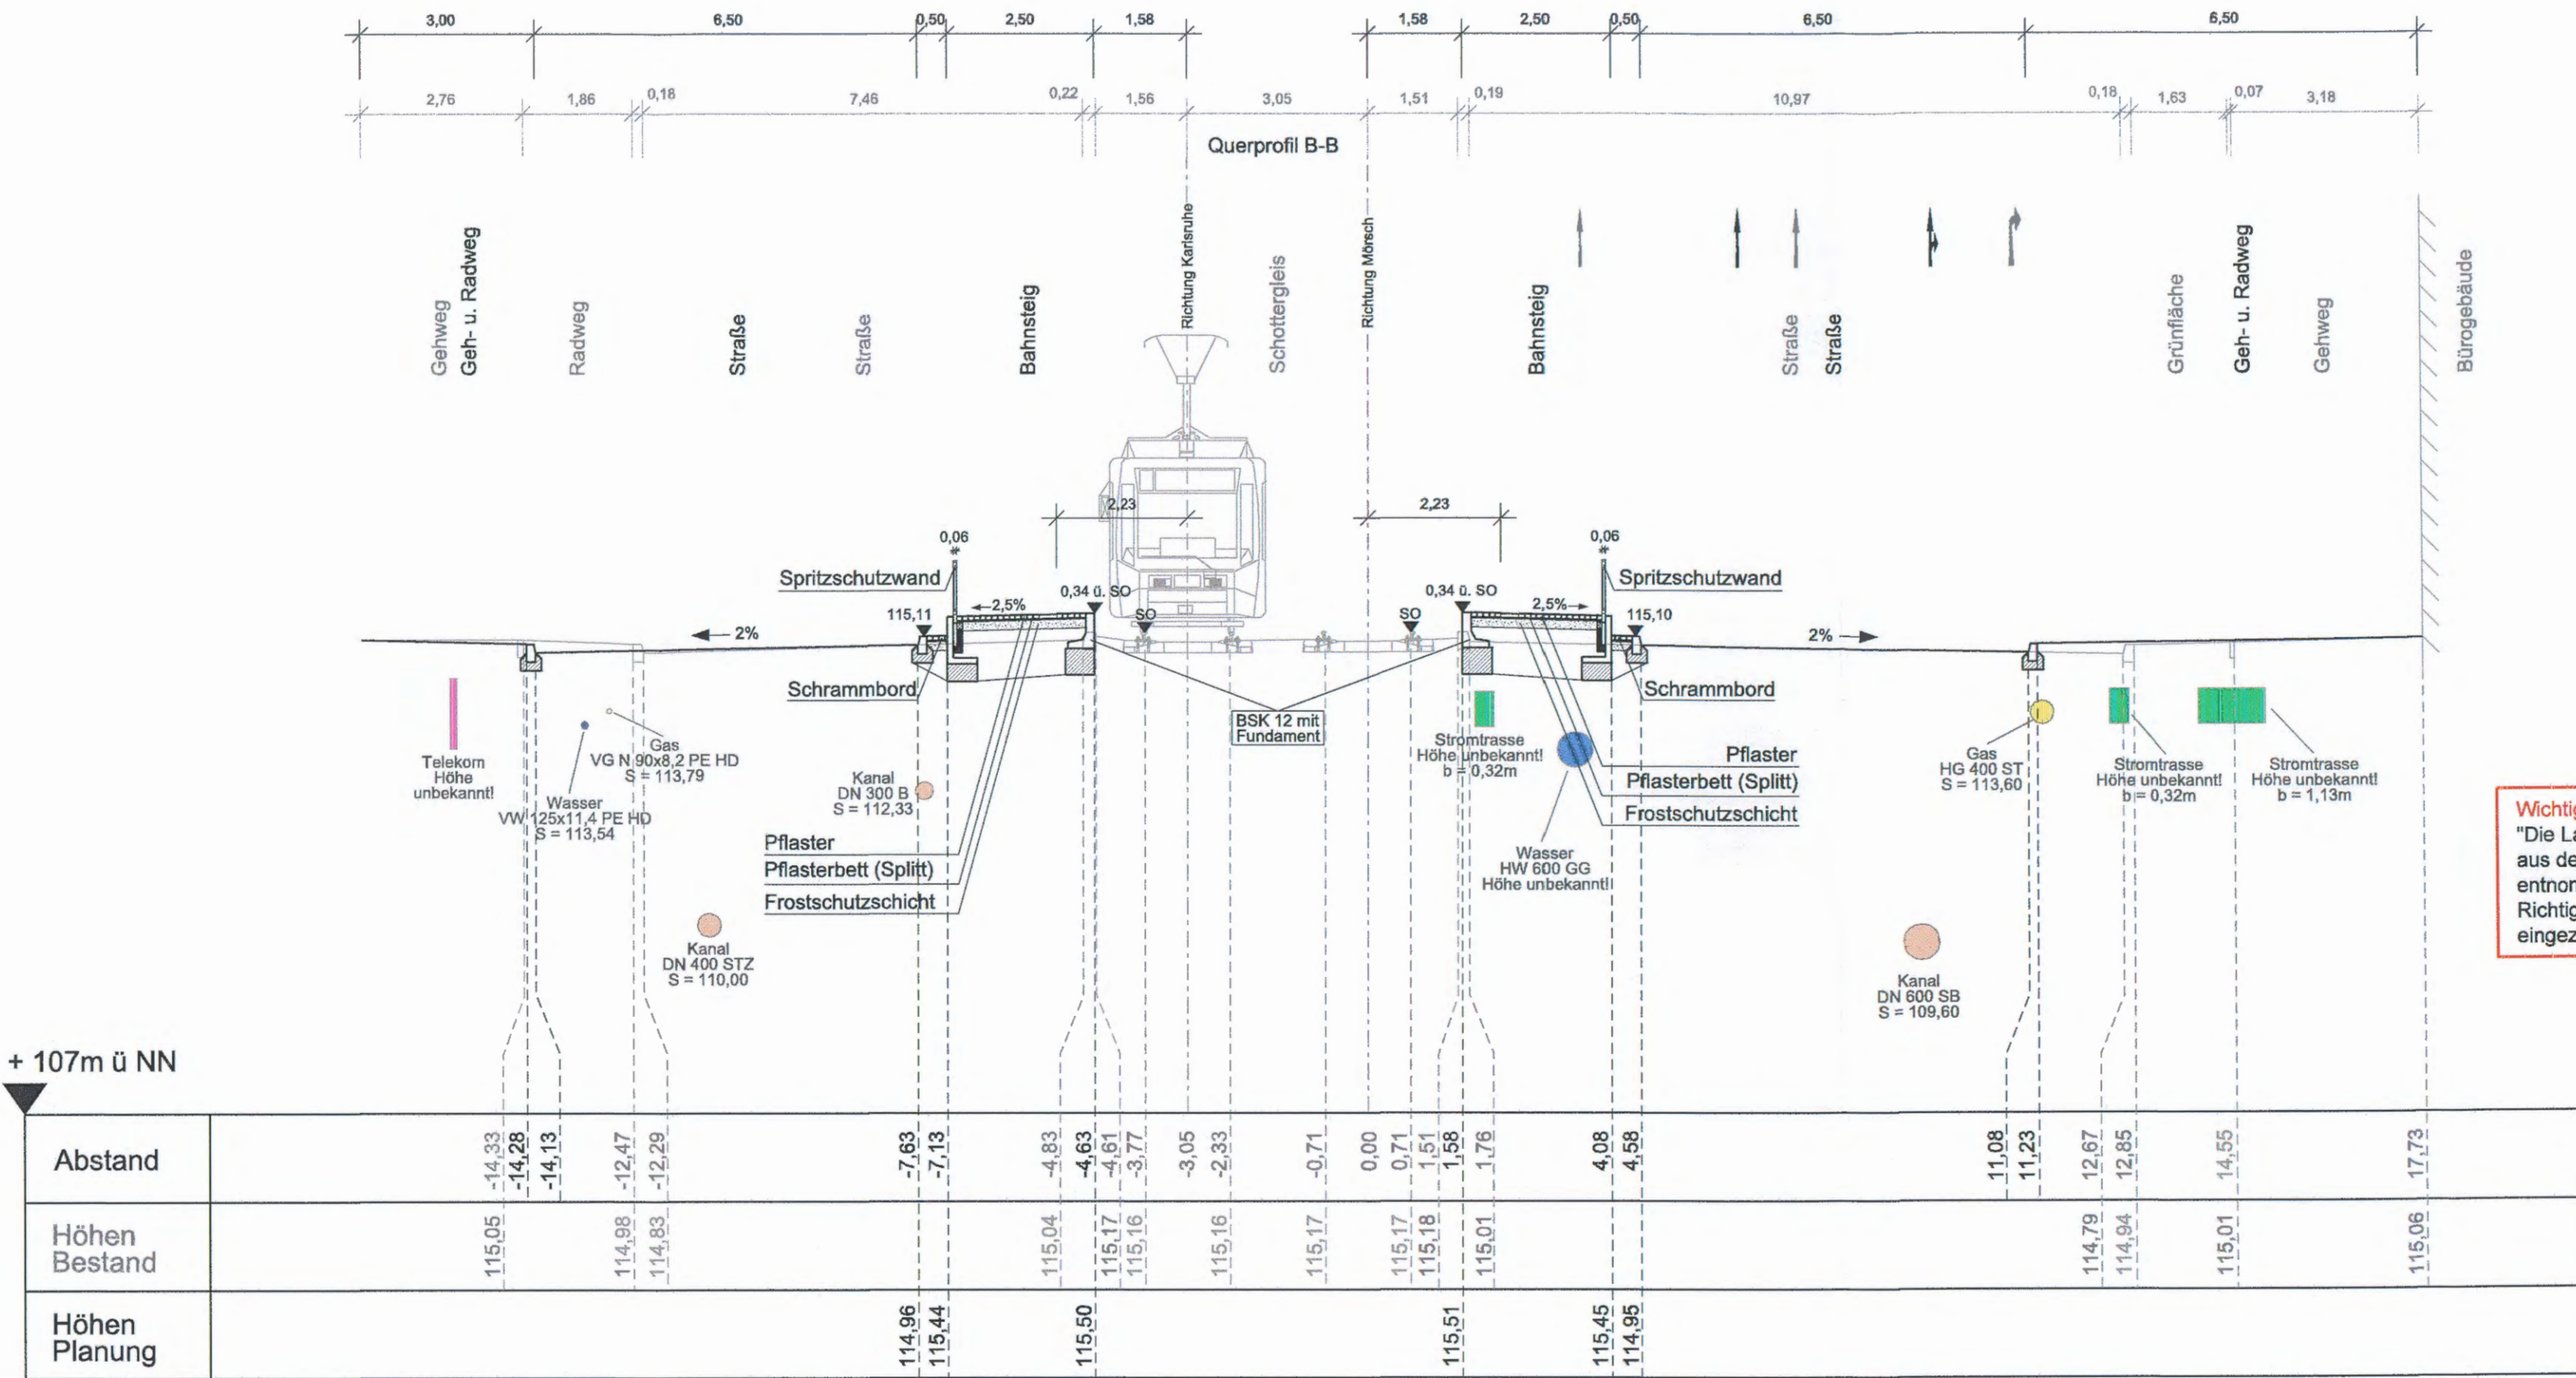 3,00 6,50 0,50 2,50 1,58 1,58 2,50 0,50 6,50 6,50
2,76 1,86 0,18 7,46 0,22 1,56 3,05 1,51 0,19 10,97 0,18 1,63 0,07 3,18
Querprofil B-B
Gehweg
Geh- u. Radweg
Radweg
Straße
Straße
Bahnsteig
Richtung Karlsruhe
Schottergleis
Richtung Mörsch
Bahnsteig
Straße
Straße
Grünfläche
Geh- u. Radweg
Gehweg
Bürogebäude
2,23 2,23
0,06 0,06
Spritzschutzwand
Spritzschutzwand
115,11
2,5%
0,34 ü. SO
SO
SO
0,34 ü. SO
2,5%
115,10
2%
2%
Schrammbord
Schrammbord
BSK 12 mit
Fundament
Telekom
Höhe
unbekannt!
Gas
VG N 90x8,2 PE HD
S = 113,79
Wasser
VW 125x11,4 PE HD
S = 113,54
Kanal
DN 300 B
S = 112,33
Pflaster
Pflasterbett (Splitt)
Frostschutzschicht
Kanal
DN 400 STZ
S = 110,00
Stromtrasse
Höhe unbekannt!
b = 0,32m
Pflaster
Pflasterbett (Splitt)
Frostschutzschicht
Wasser
HW 600 GG
Höhe unbekannt!
Gas
HG 400 ST
S = 113,60
Stromtrasse
Höhe unbekannt!
b = 0,32m
Stromtrasse
Höhe unbekannt!
b = 1,13m
Kanal
DN 600 SB
S = 109,60
Wichtig
"Die La
aus de
entnor
Richtig
eingez
+ 107m ü NN
Abstand -14,33 -14,28 -14,13 -12,47 -12,29 -7,63 -7,13 -4,83 -4,63 -4,61 -3,77 -3,05 -2,33 -0,71 0,00 0,71 1,51 1,58 1,76 4,08 4,58 11,08 11,23 12,67 12,85 14,55 17,73
Höhen
Bestand 115,05 114,98 114,83 115,04 115,17 115,16 115,16 115,17 115,17 115,18 115,01 114,79 114,94 115,01 115,06
Höhen
Planung 114,96 115,44 115,50 115,51 115,45 114,95